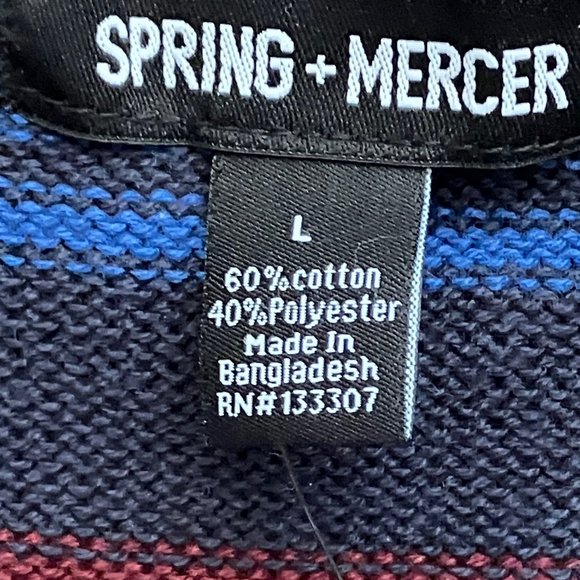 SPRING + MERCER
L
60%cotton
40%Polyester
Made In
Bangladesh
RN#133307